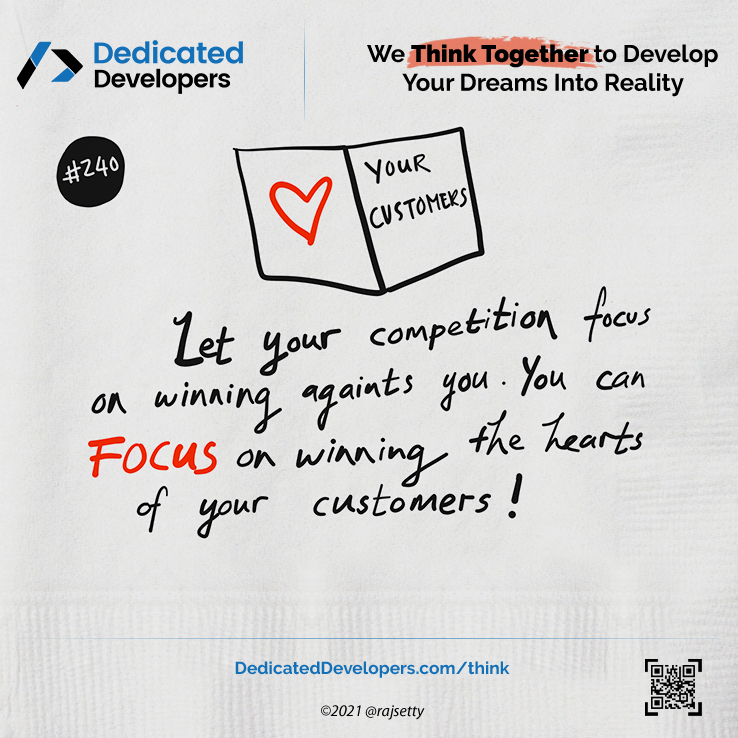 Dedicated
Developers
We Think Together to Develop
Your Dreams Into Reality
#240
YOUR
CUSTOMERS
Let your competition focus
on winning againts you. You can
FOCUS on winning the hearts
of your customers!
DedicatedDevelopers.com/think
©2021 @rajsetty